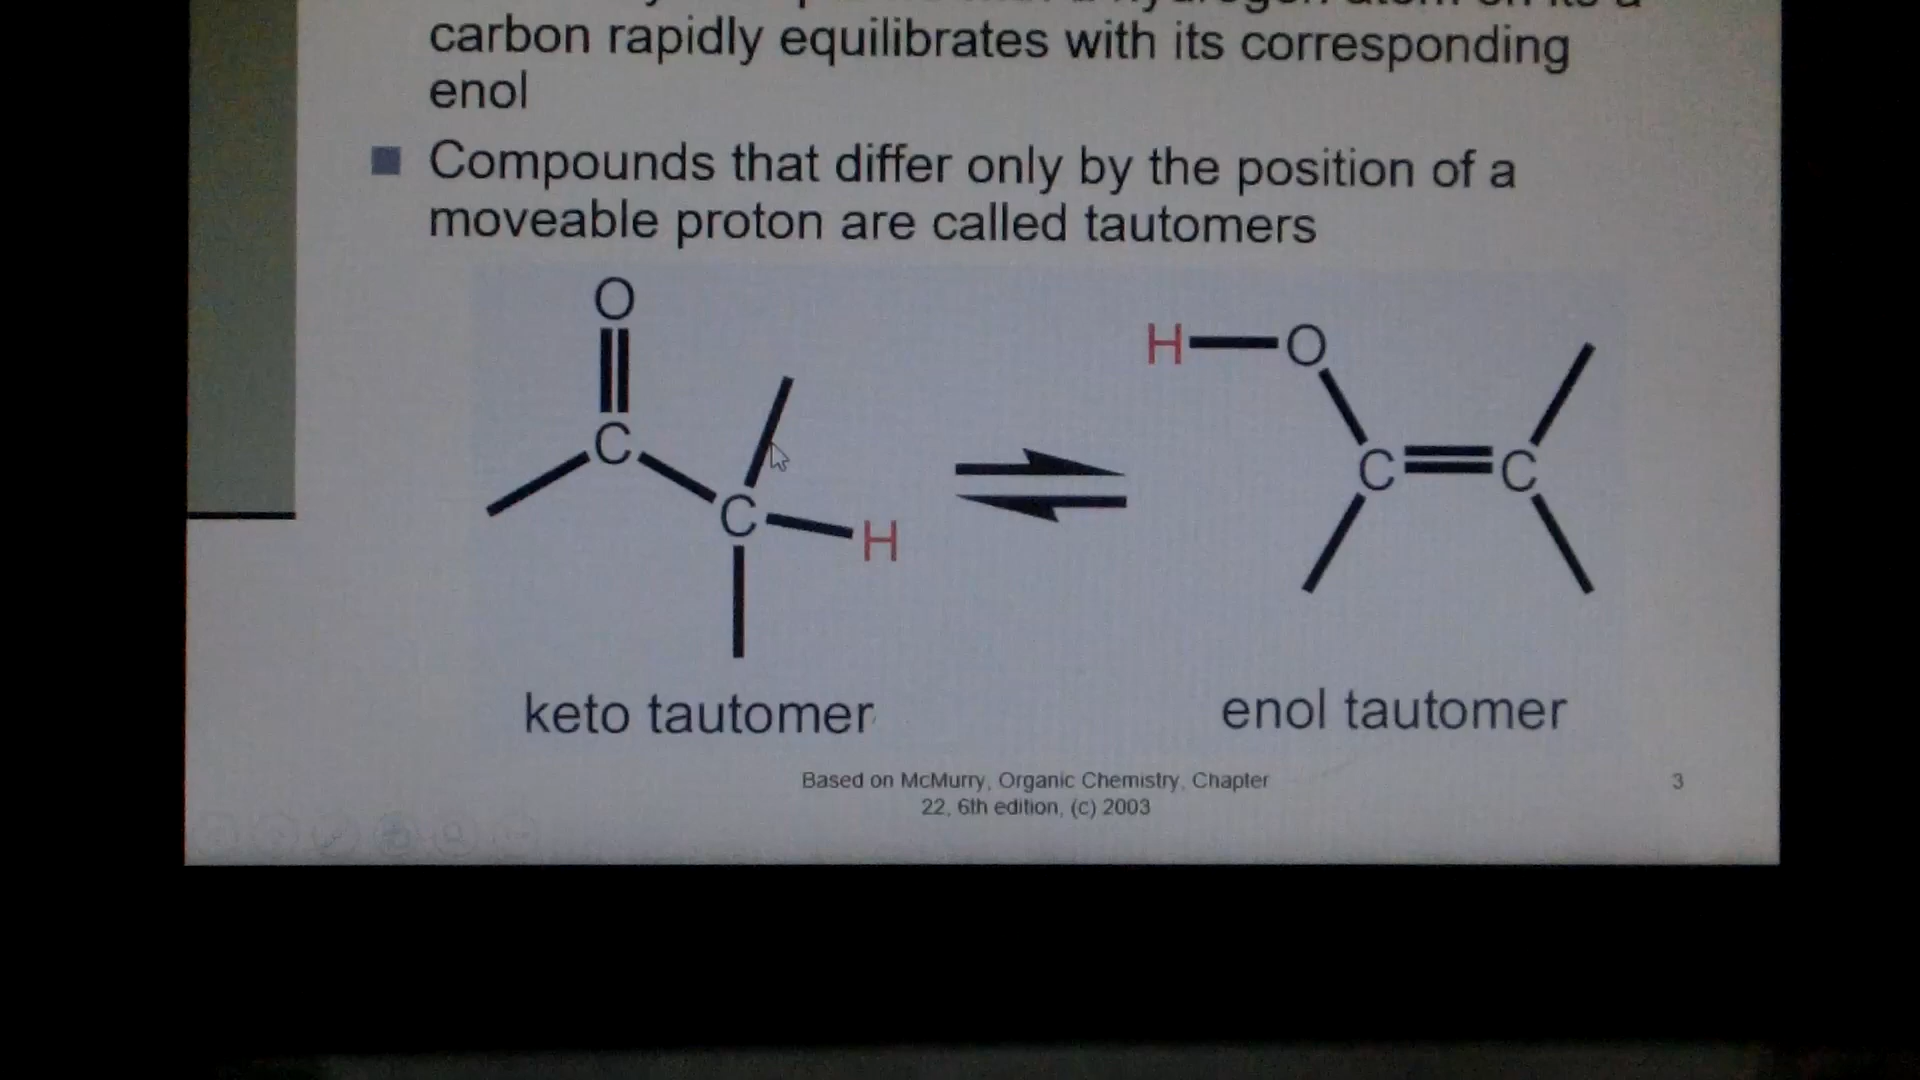 carbon rapidly equilibrates with its corresponding
enol
Compounds that differ only by the position of a
moveable proton are called tautomers
O
H O
C
C C
C H
keto tautomer
enol tautomer
Based on McMurry, Organic Chemistry, Chapter
22, 6th edition, (c) 2003
3